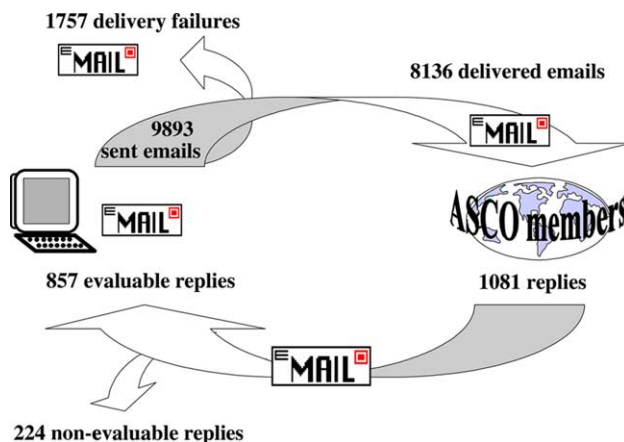 1757 delivery failures
E MAIL
8136 delivered emails
E MAIL
9893
sent emails
E MAIL
ASCO members
857 evaluable replies
1081 replies
E MAIL
224 non-evaluable replies